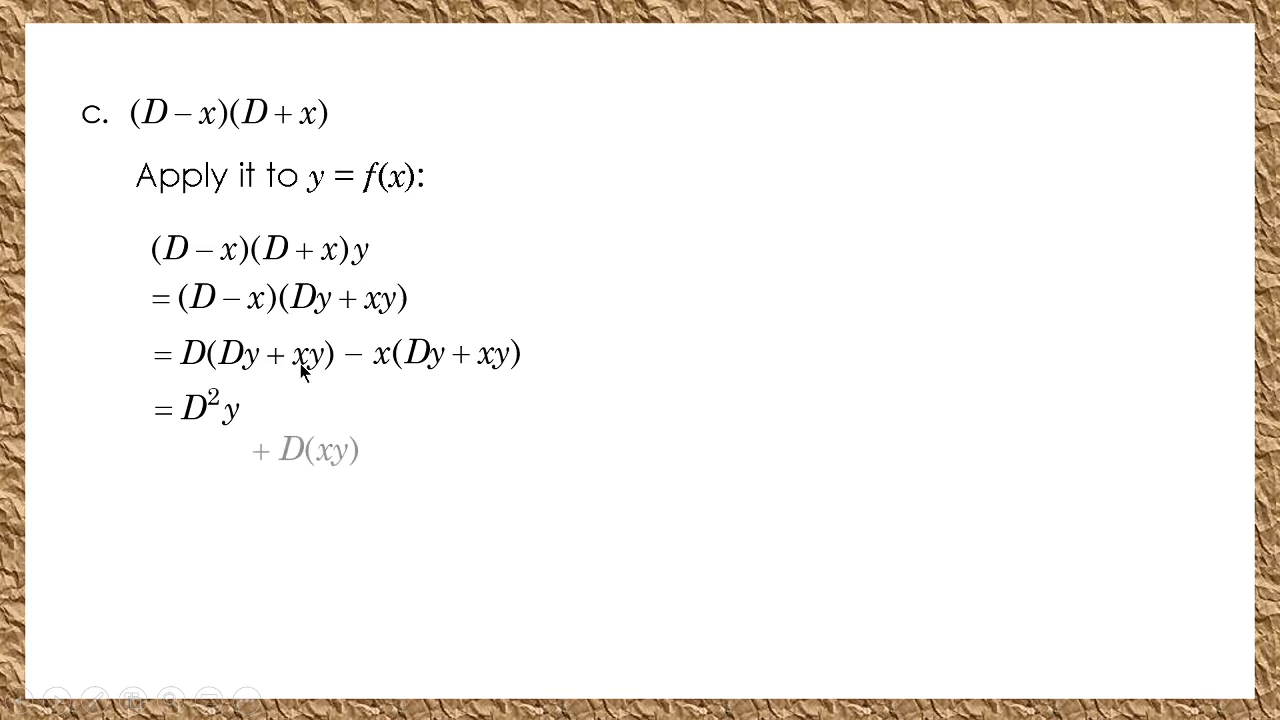 c. (D − x)(D + x)
Apply it to y = f(x):
(D − x)(D + x)y
= (D − x)(Dy + xy)
= D(Dy + xy) − x(Dy + xy)
= D²y
+ D(xy)